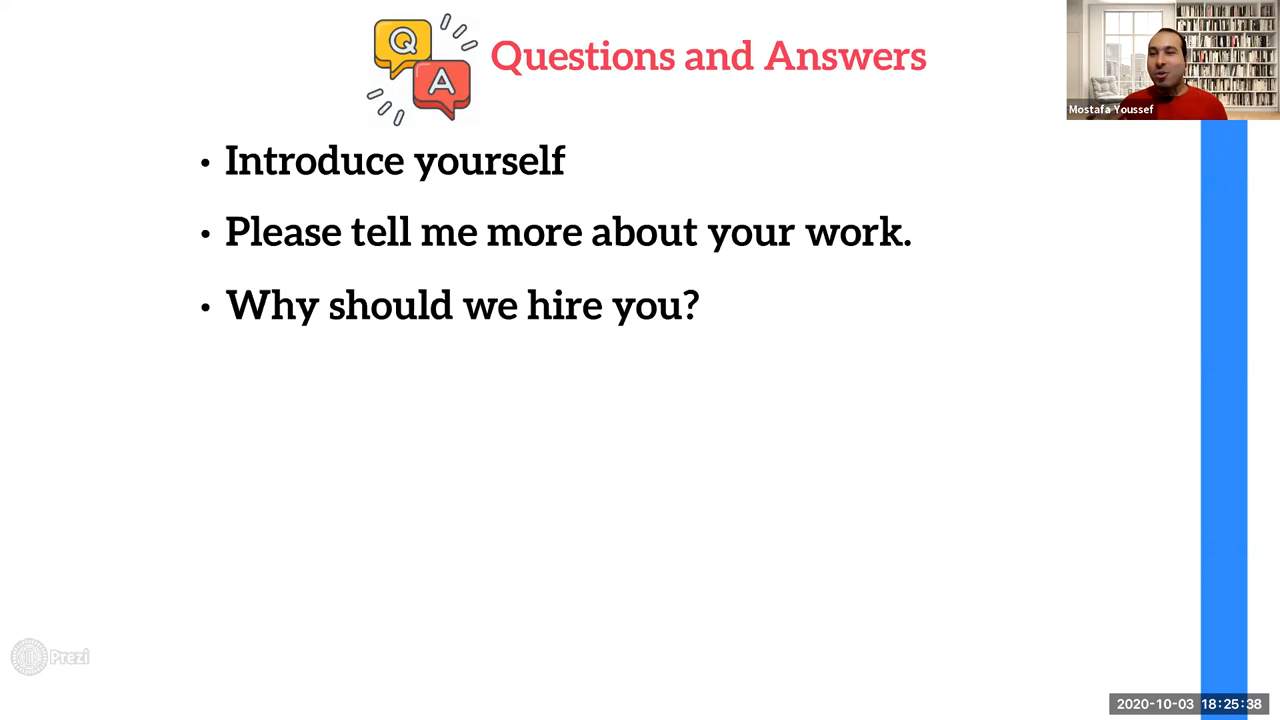 Q
A
Questions and Answers
Mostafa Youssef
• Introduce yourself
• Please tell me more about your work.
• Why should we hire you?
Prezi
2020-10-03 18:25:38